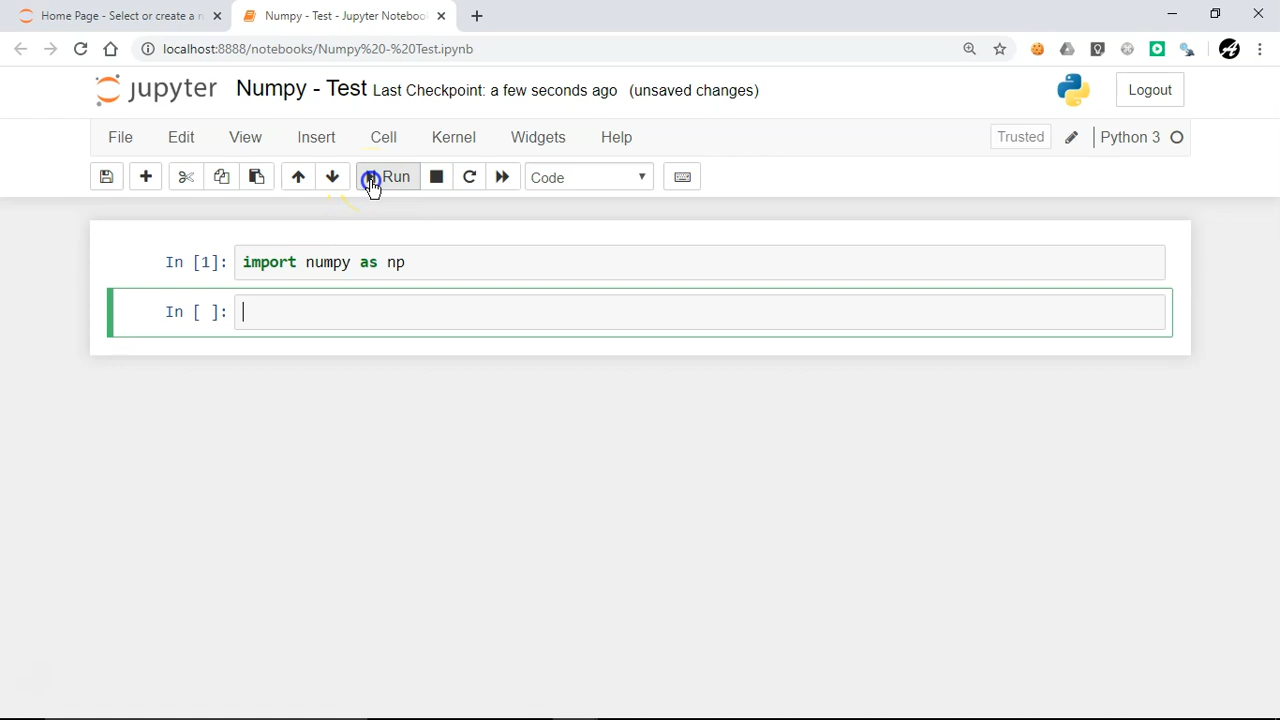 Home Page - Select or create a n
Numpy - Test - Jupyter Notebook
localhost:8888/notebooks/Numpy%20-%20Test.ipynb
jupyter
Numpy - Test
Last Checkpoint: a few seconds ago (unsaved changes)
Logout
File
Edit
View
Insert
Cell
Kernel
Widgets
Help
Trusted
Python 3
Run
Code
In [1]: import numpy as np
In [ ]: